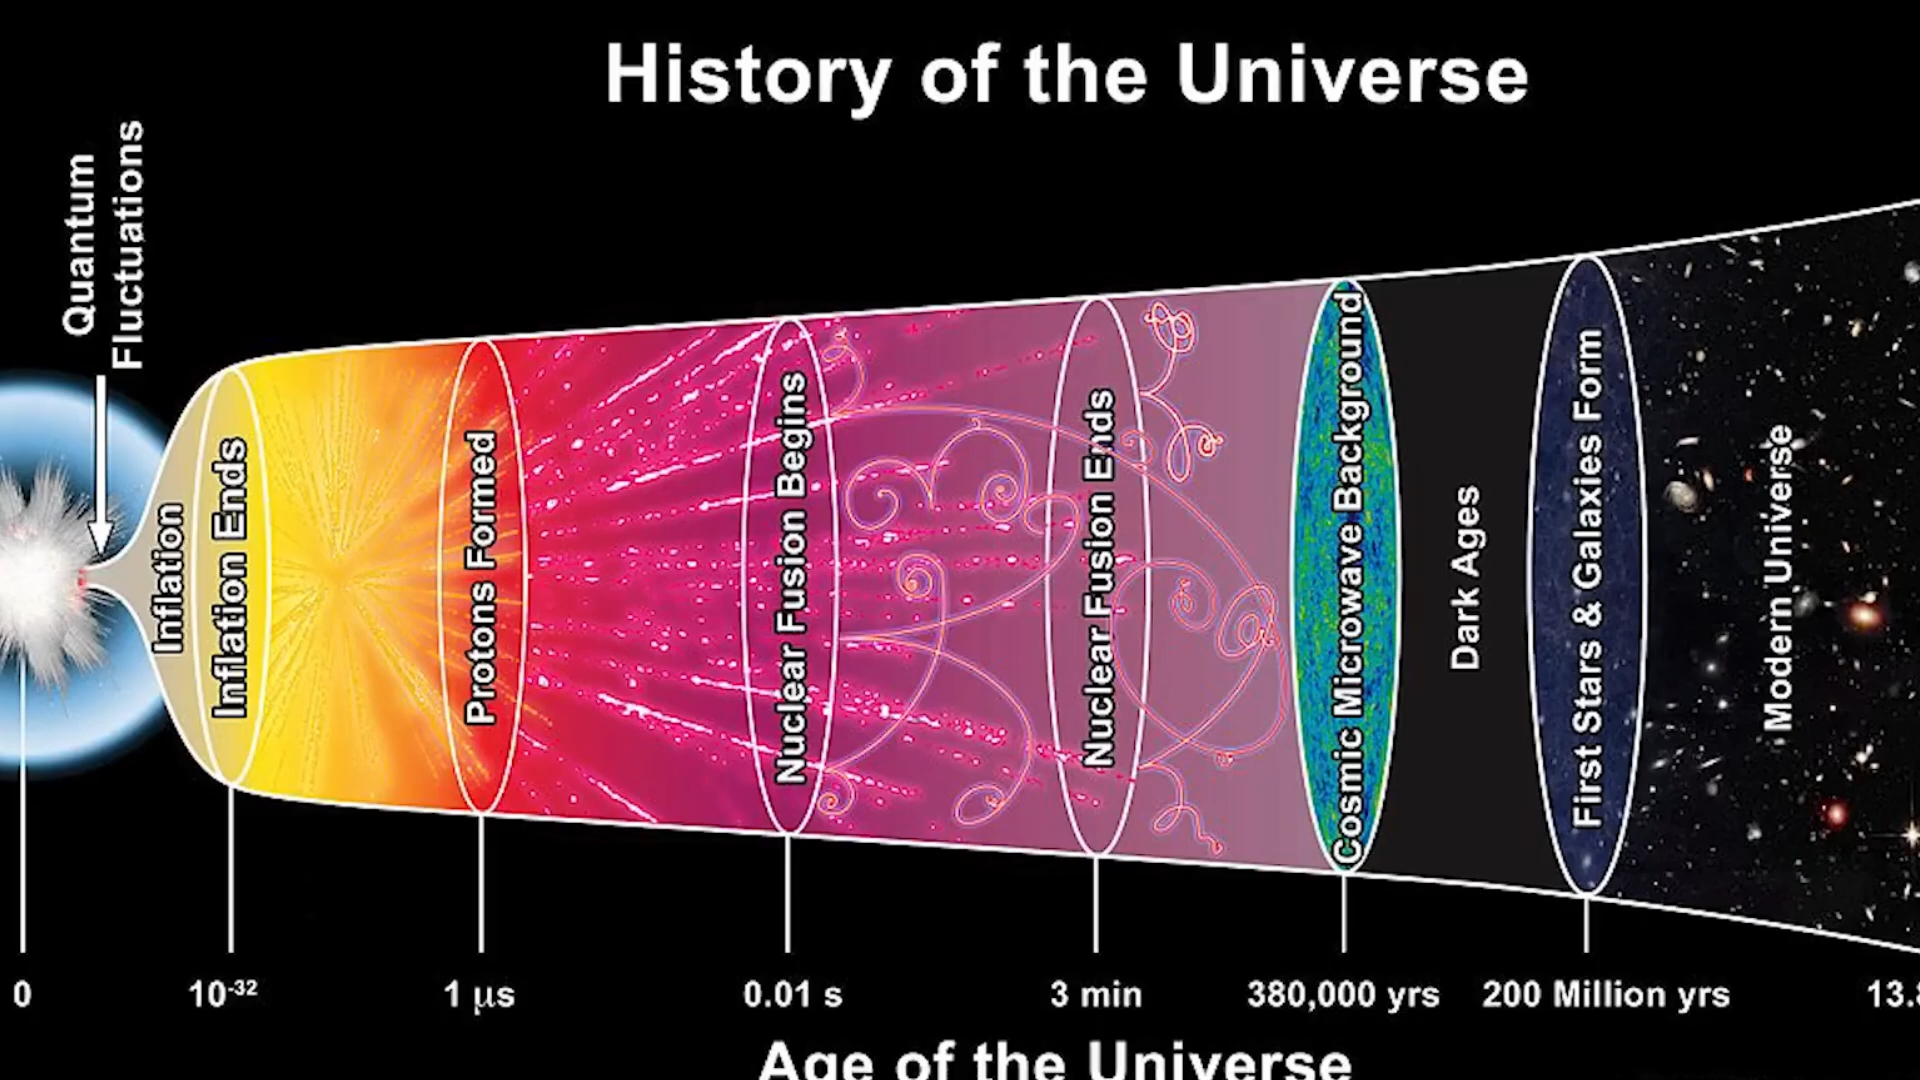 History of the Universe
Quantum
Fluctuations
Inflation
Inflation Ends
Protons Formed
Nuclear Fusion Begins
Nuclear Fusion Ends
Cosmic Microwave Background
Dark Ages
First Stars & Galaxies Form
Modern Universe
0 10⁻³² 1 µs 0.01 s 3 min 380,000 yrs 200 Million yrs
Age of the Universe